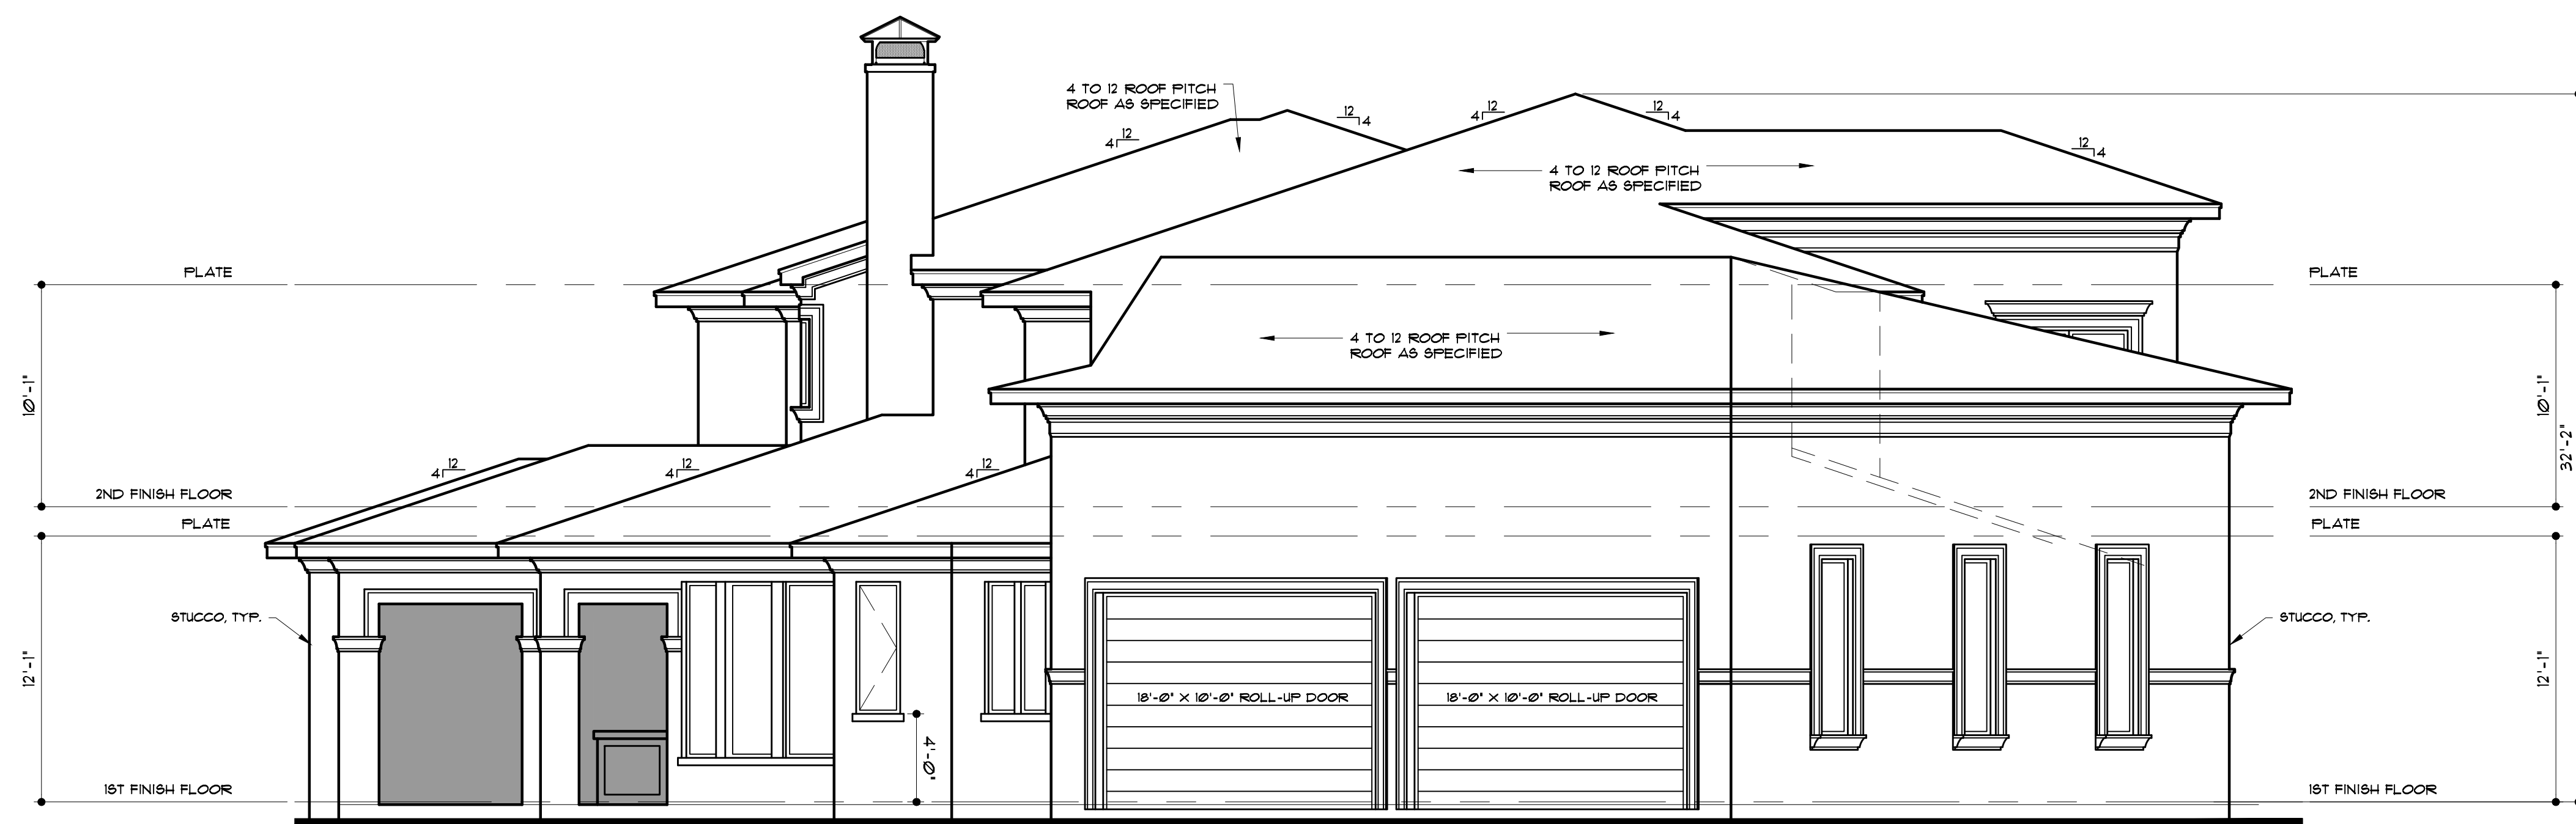 4 TO 12 ROOF PITCH
ROOF AS SPECIFIED
12
4
12
4
12
4
12
4
12
4
4 TO 12 ROOF PITCH
ROOF AS SPECIFIED
PLATE
PLATE
4 TO 12 ROOF PITCH
ROOF AS SPECIFIED
10'-1"
10'-1"
32'-2"
12
4
12
4
12
4
2ND FINISH FLOOR
2ND FINISH FLOOR
PLATE
PLATE
STUCCO, TYP.
STUCCO, TYP.
12'-1"
12'-1"
18'-0" X 10'-0" ROLL-UP DOOR
18'-0" X 10'-0" ROLL-UP DOOR
4'-0"
1ST FINISH FLOOR
1ST FINISH FLOOR